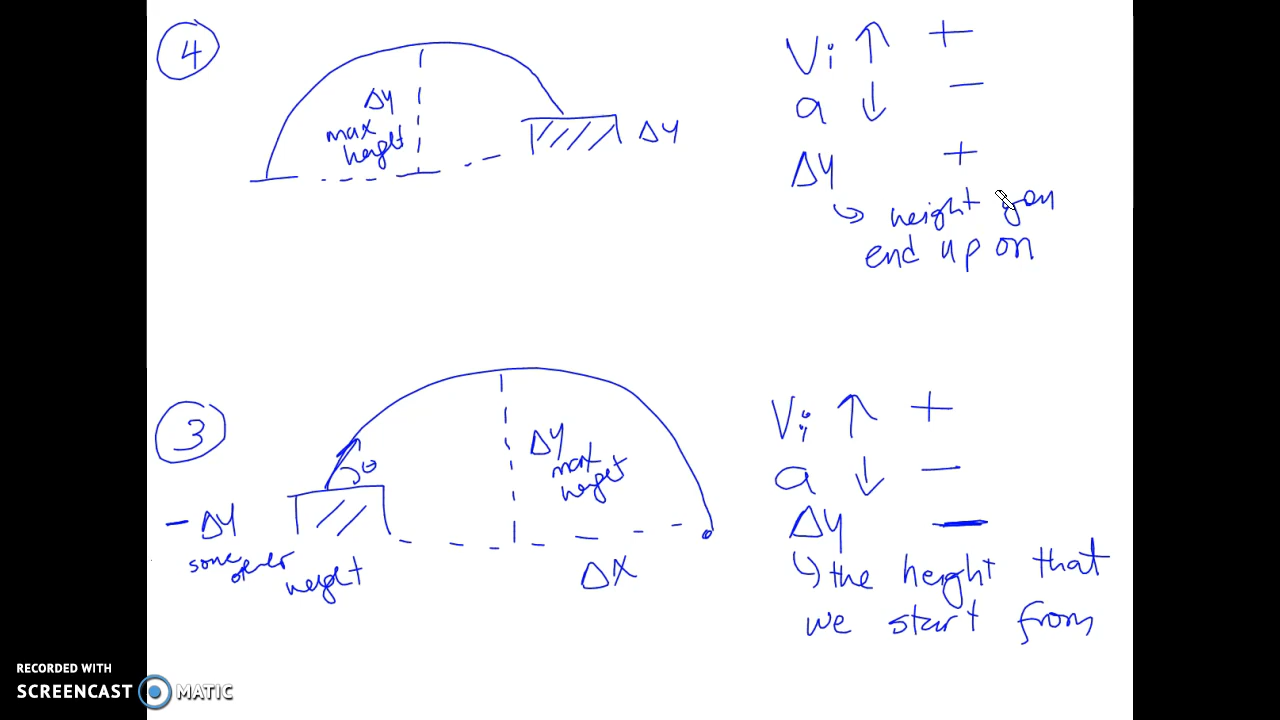 4
Δy
max
height
Δy
Vi ↑ +
a ↓ −
Δy +
↪ height you
end up on
3
θ
Δy
max
height
− Δy
some other
height
Δx
Viy ↑ +
a ↓ −
Δy −
↪ the height that
we start from
RECORDED WITH
SCREENCAST MATIC